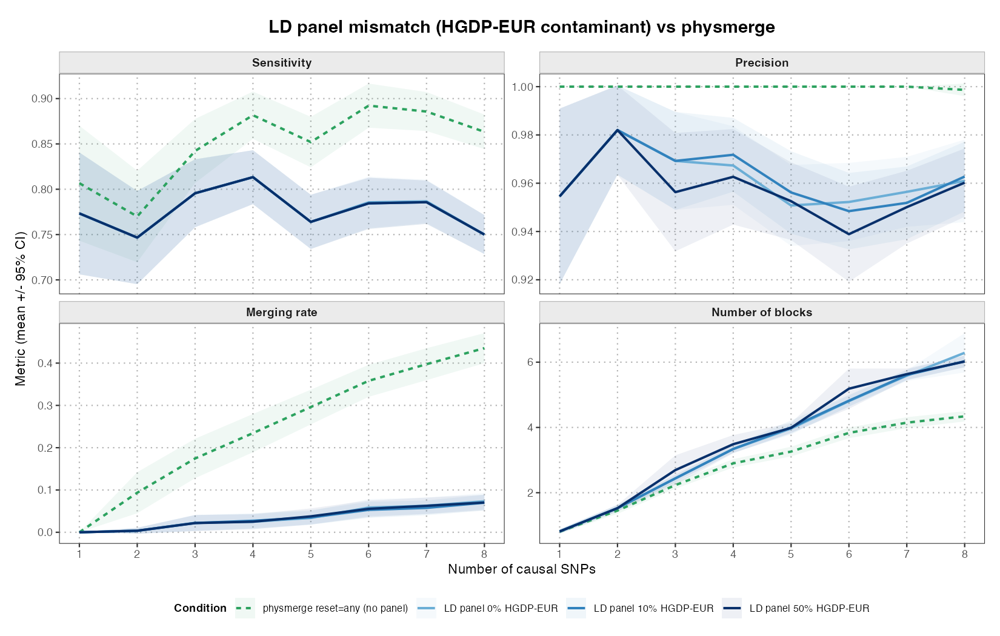 LD panel mismatch (HGDP-EUR contaminant) vs physmerge
Sensitivity
Precision
0.90
0.85
0.80
0.75
0.70
1.00
0.98
0.96
0.94
0.92
Metric (mean +/- 95% CI)
Merging rate
Number of blocks
0.4
0.3
0.2
0.1
0.0
6
4
2
1 2 3 4 5 6 7 8
1 2 3 4 5 6 7 8
Number of causal SNPs
Condition physmerge reset=any (no panel) LD panel 0% HGDP-EUR LD panel 10% HGDP-EUR LD panel 50% HGDP-EUR